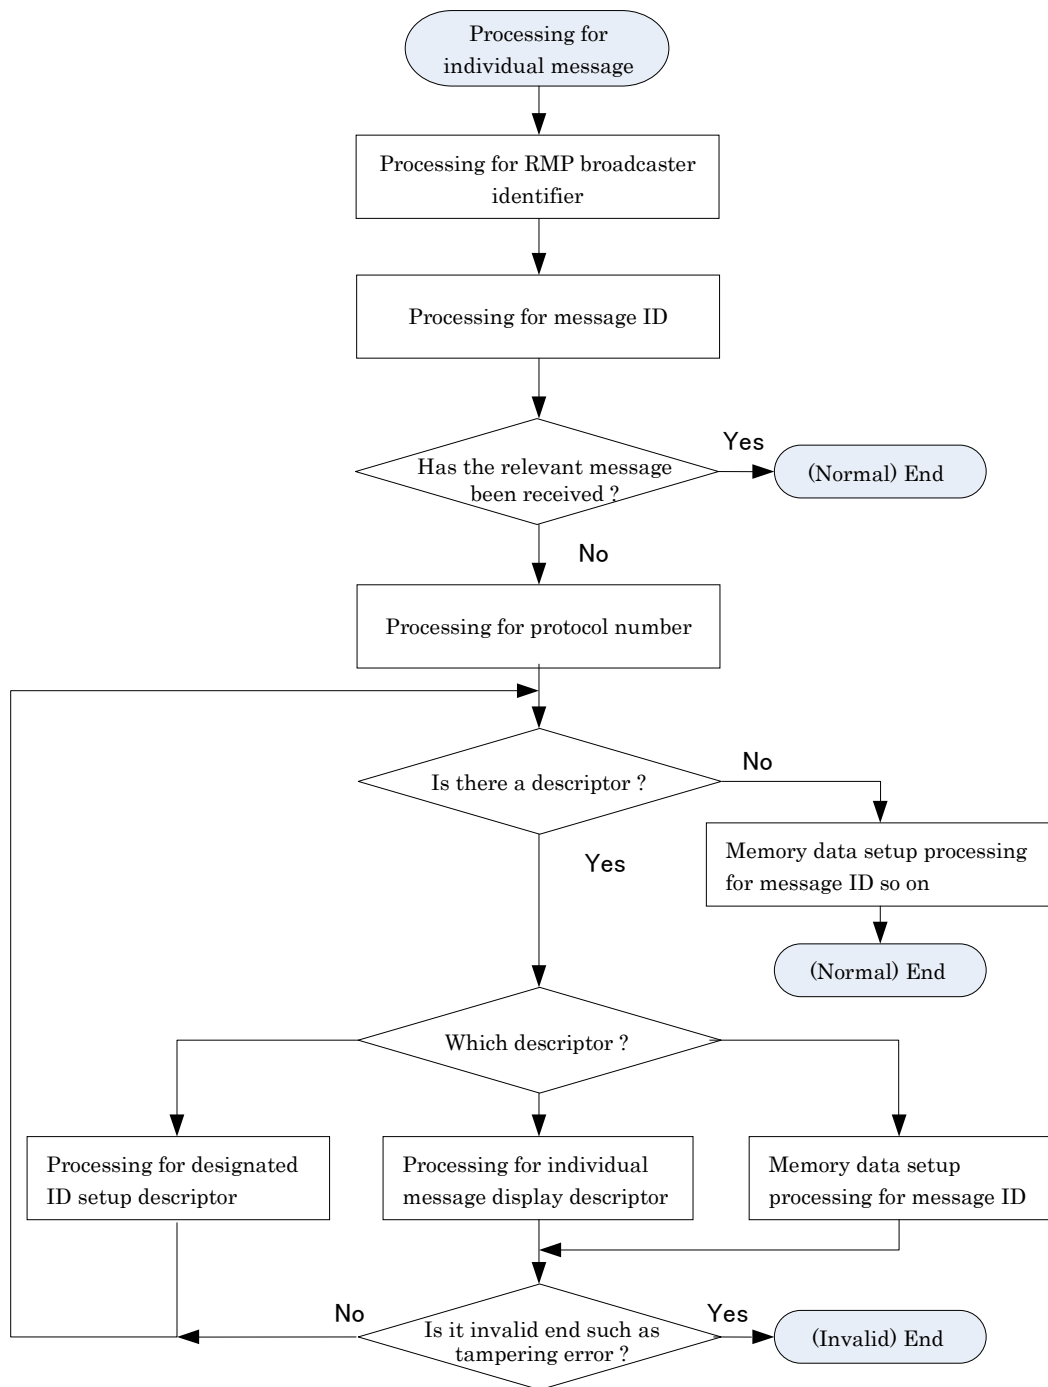 Processing for
individual message
Processing for RMP broadcaster
identifier
Processing for message ID
Has the relevant message
been received ?
Yes
(Normal) End
No
Processing for protocol number
Is there a descriptor ?
No
Memory data setup processing
for message ID so on
(Normal) End
Yes
Which descriptor ?
Processing for designated
ID setup descriptor
Processing for individual
message display descriptor
Memory data setup
processing for message ID
No
Is it invalid end such as
tampering error ?
Yes
(Invalid) End